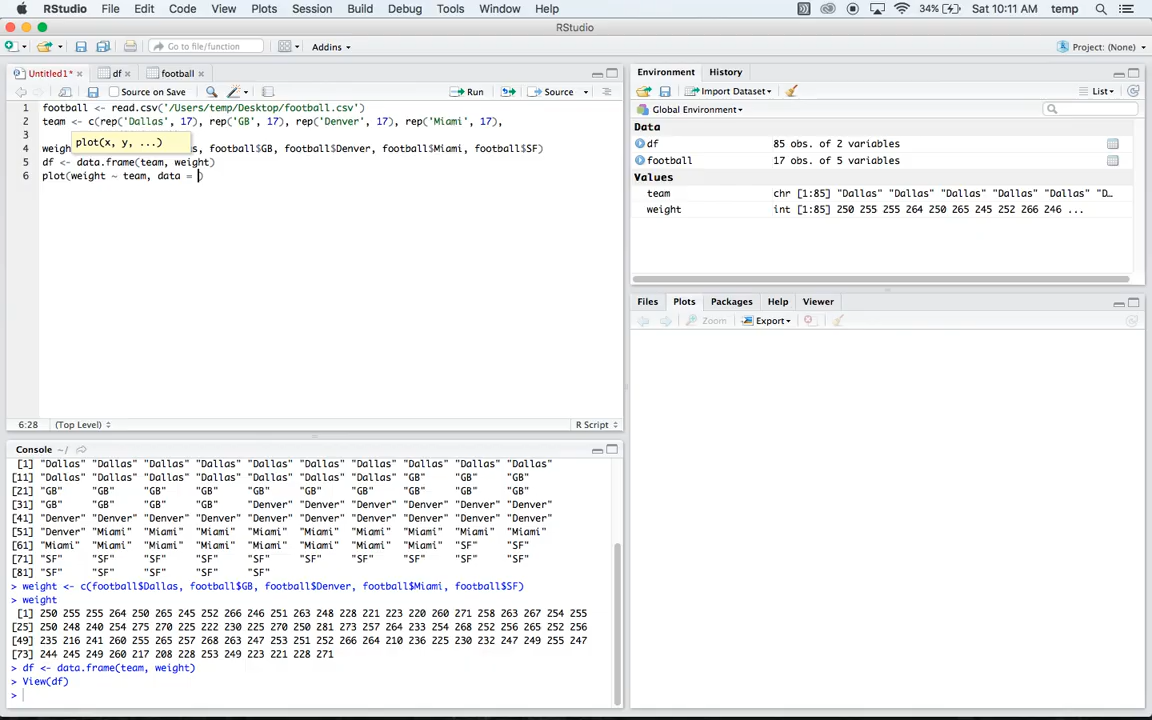 RStudio File Edit Code View Plots Session Build Debug Tools Window Help 34% Sat 10:11 AM temp
RStudio
Go to file/function Addins Project: (None)
Untitled1* df football
Source on Save Run Source
1 football <- read.csv('/Users/temp/Desktop/football.csv')
2 team <- c(rep('Dallas', 17), rep('GB', 17), rep('Denver', 17), rep('Miami', 17),
3
plot(x, y, ...)
4 weigh s, football$GB, football$Denver, football$Miami, football$SF)
5 df <- data.frame(team, weight)
6 plot(weight ~ team, data = )
6:28 (Top Level) R Script
Console ~/
[1] "Dallas" "Dallas" "Dallas" "Dallas" "Dallas" "Dallas" "Dallas" "Dallas" "Dallas" "Dallas"
[11] "Dallas" "Dallas" "Dallas" "Dallas" "Dallas" "Dallas" "Dallas" "GB" "GB" "GB"
[21] "GB" "GB" "GB" "GB" "GB" "GB" "GB" "GB" "GB" "GB"
[31] "GB" "GB" "GB" "GB" "Denver" "Denver" "Denver" "Denver" "Denver" "Denver"
[41] "Denver" "Denver" "Denver" "Denver" "Denver" "Denver" "Denver" "Denver" "Denver" "Denver"
[51] "Denver" "Miami" "Miami" "Miami" "Miami" "Miami" "Miami" "Miami" "Miami" "Miami"
[61] "Miami" "Miami" "Miami" "Miami" "Miami" "Miami" "Miami" "Miami" "SF" "SF"
[71] "SF" "SF" "SF" "SF" "SF" "SF" "SF" "SF" "SF" "SF"
[81] "SF" "SF" "SF" "SF" "SF"
> weight <- c(football$Dallas, football$GB, football$Denver, football$Miami, football$SF)
> weight
[1] 250 255 255 264 250 265 245 252 266 246 251 263 248 228 221 223 220 260 271 258 263 267 254 255
[25] 250 248 240 254 275 270 225 222 230 225 270 250 281 273 257 264 233 254 268 252 256 265 252 256
[49] 235 216 241 260 255 265 257 268 263 247 253 251 252 266 264 210 236 225 230 232 247 249 255 247
[73] 244 245 249 260 217 208 228 253 249 223 221 228 271
> df <- data.frame(team, weight)
> View(df)
>
Environment History
Import Dataset List
Global Environment
Data
df 85 obs. of 2 variables
football 17 obs. of 5 variables
Values
team chr [1:85] "Dallas" "Dallas" "Dallas" "Dallas" "D...
weight int [1:85] 250 255 255 264 250 265 245 252 266 246 ...
Files Plots Packages Help Viewer
Zoom Export